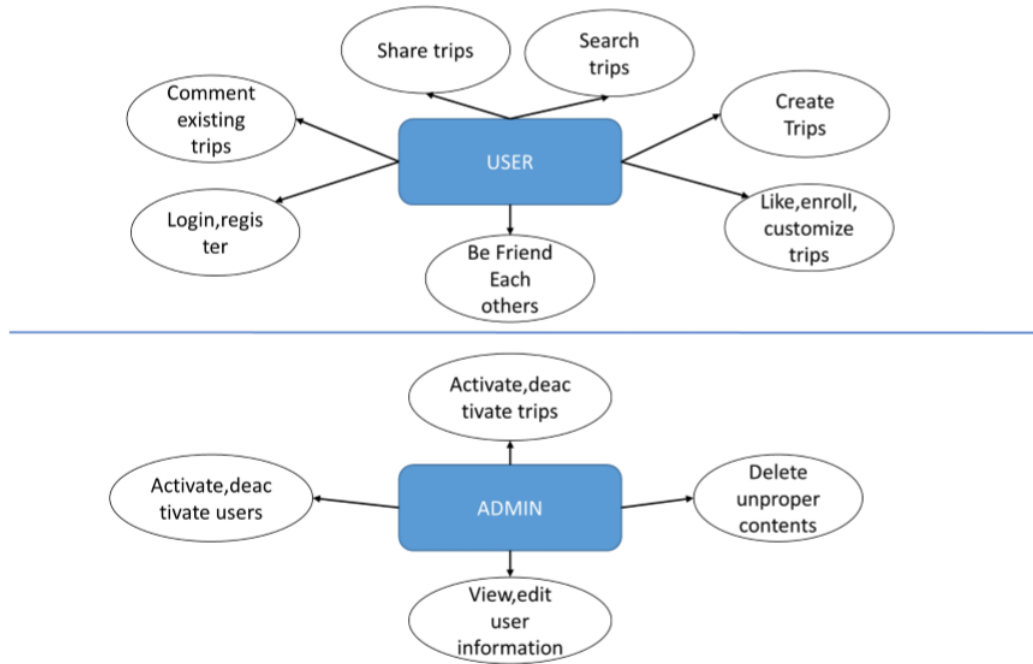 Share trips
Search
trips
Comment
existing
trips
Create
Trips
USER
Login,regis
ter
Like,enroll,
customize
trips
Be Friend
Each
others
Activate,deac
tivate trips
Activate,deac
tivate users
ADMIN
Delete
unproper
contents
View,edit
user
information